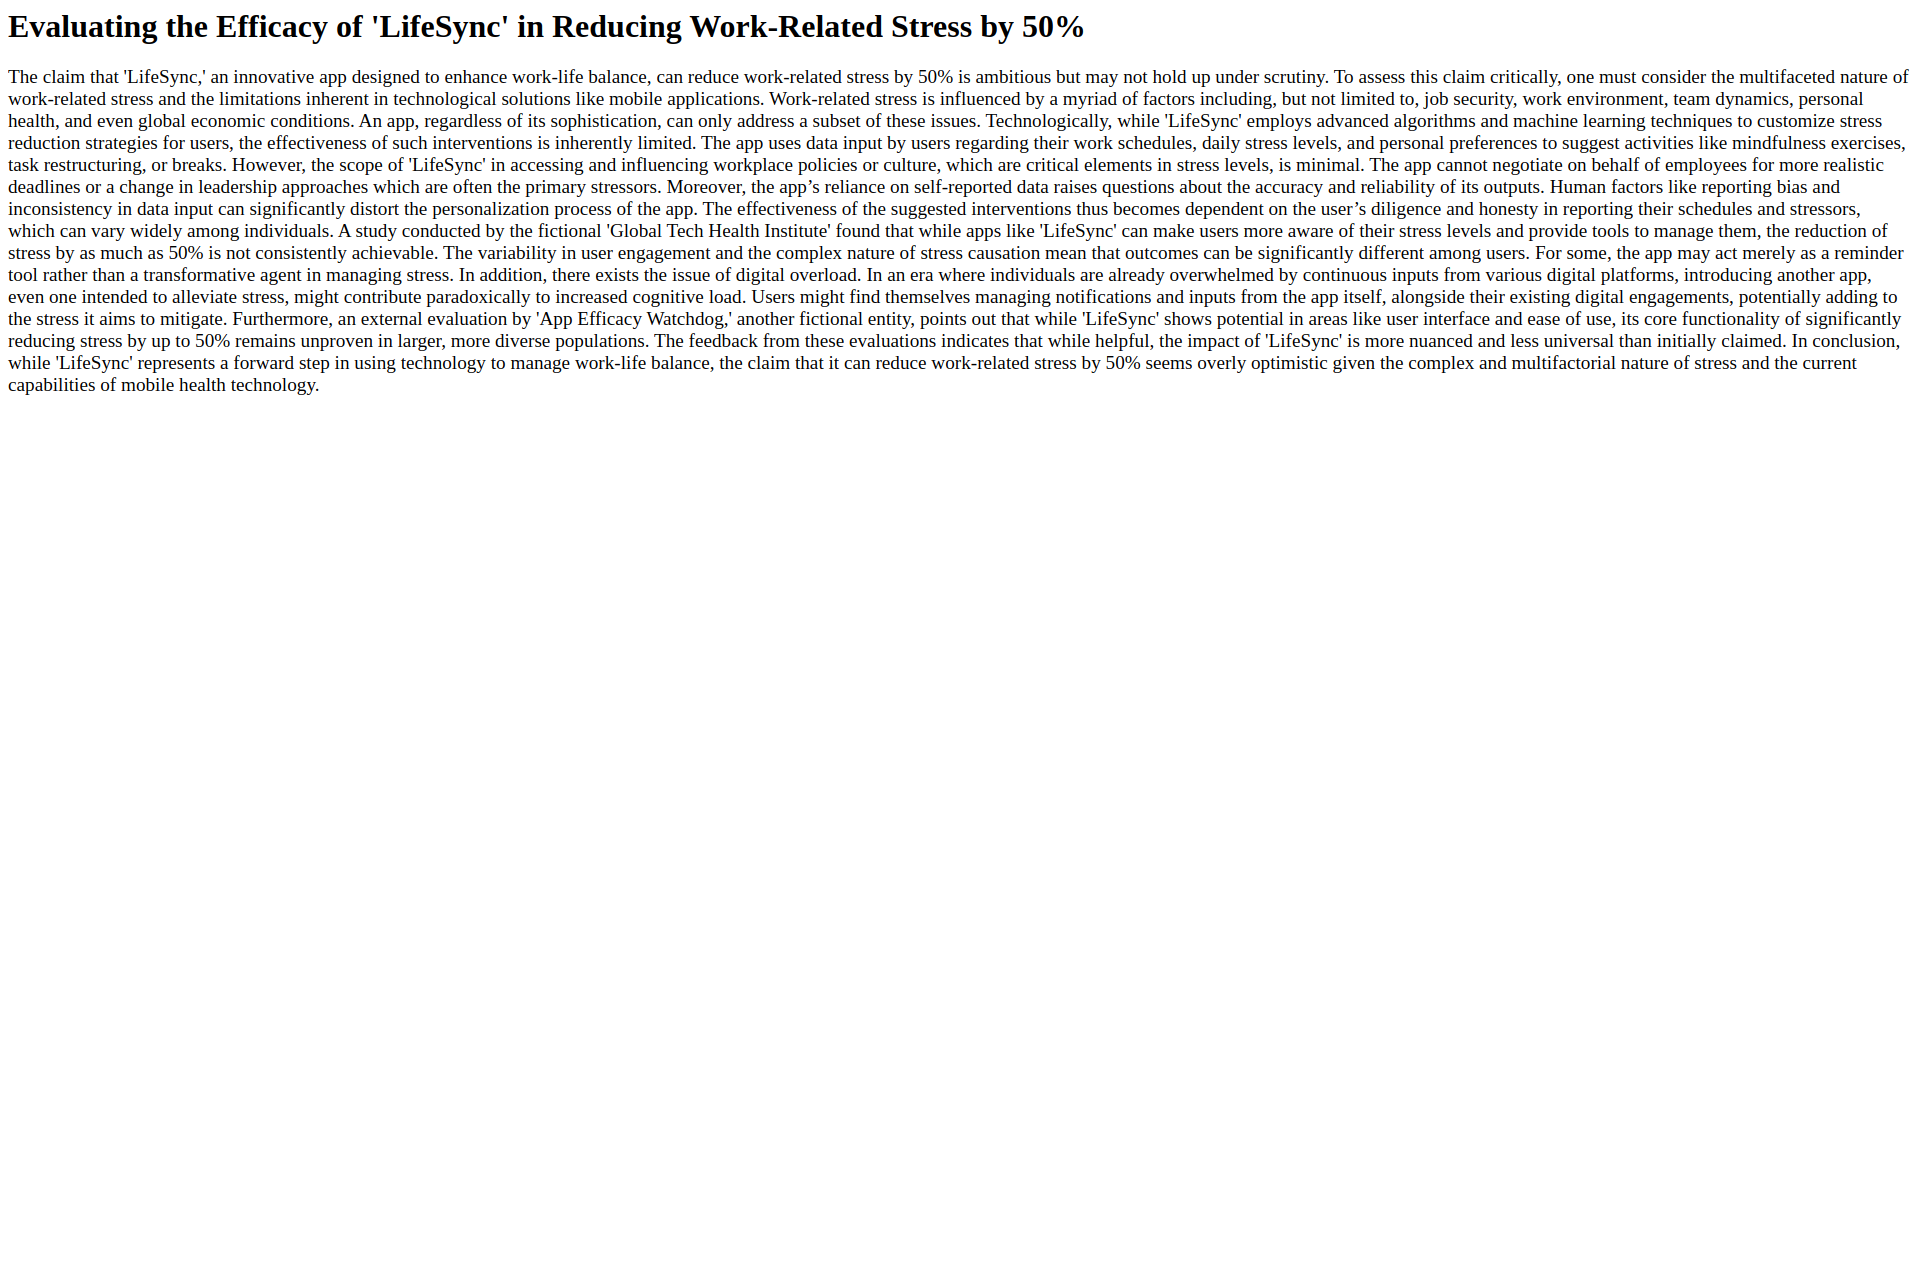 Evaluating the Efficacy of 'LifeSync' in Reducing Work-Related Stress by 50%
The claim that 'LifeSync,' an innovative app designed to enhance work-life balance, can reduce work-related stress by 50% is ambitious but may not hold up under scrutiny. To assess this claim critically, one must consider the multifaceted nature of
work-related stress and the limitations inherent in technological solutions like mobile applications. Work-related stress is influenced by a myriad of factors including, but not limited to, job security, work environment, team dynamics, personal
health, and even global economic conditions. An app, regardless of its sophistication, can only address a subset of these issues. Technologically, while 'LifeSync' employs advanced algorithms and machine learning techniques to customize stress
reduction strategies for users, the effectiveness of such interventions is inherently limited. The app uses data input by users regarding their work schedules, daily stress levels, and personal preferences to suggest activities like mindfulness exercises,
task restructuring, or breaks. However, the scope of 'LifeSync' in accessing and influencing workplace policies or culture, which are critical elements in stress levels, is minimal. The app cannot negotiate on behalf of employees for more realistic
deadlines or a change in leadership approaches which are often the primary stressors. Moreover, the app’s reliance on self-reported data raises questions about the accuracy and reliability of its outputs. Human factors like reporting bias and
inconsistency in data input can significantly distort the personalization process of the app. The effectiveness of the suggested interventions thus becomes dependent on the user’s diligence and honesty in reporting their schedules and stressors,
which can vary widely among individuals. A study conducted by the fictional 'Global Tech Health Institute' found that while apps like 'LifeSync' can make users more aware of their stress levels and provide tools to manage them, the reduction of
stress by as much as 50% is not consistently achievable. The variability in user engagement and the complex nature of stress causation mean that outcomes can be significantly different among users. For some, the app may act merely as a reminder
tool rather than a transformative agent in managing stress. In addition, there exists the issue of digital overload. In an era where individuals are already overwhelmed by continuous inputs from various digital platforms, introducing another app,
even one intended to alleviate stress, might contribute paradoxically to increased cognitive load. Users might find themselves managing notifications and inputs from the app itself, alongside their existing digital engagements, potentially adding to
the stress it aims to mitigate. Furthermore, an external evaluation by 'App Efficacy Watchdog,' another fictional entity, points out that while 'LifeSync' shows potential in areas like user interface and ease of use, its core functionality of significantly
reducing stress by up to 50% remains unproven in larger, more diverse populations. The feedback from these evaluations indicates that while helpful, the impact of 'LifeSync' is more nuanced and less universal than initially claimed. In conclusion,
while 'LifeSync' represents a forward step in using technology to manage work-life balance, the claim that it can reduce work-related stress by 50% seems overly optimistic given the complex and multifactorial nature of stress and the current
capabilities of mobile health technology.